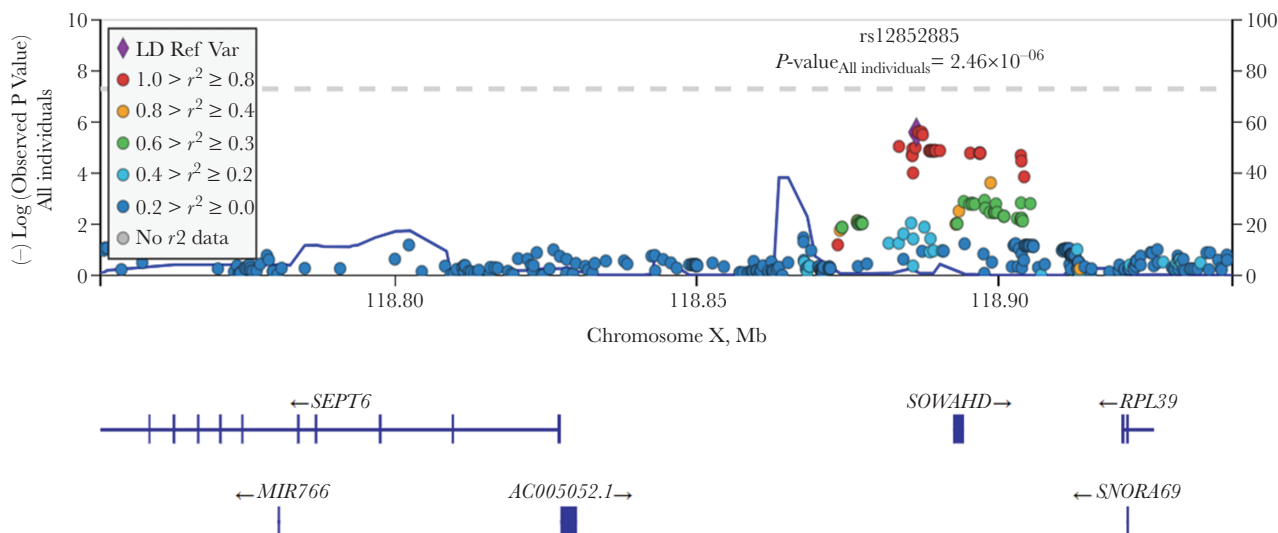 (−) Log (Observed P Value)
All individuals
10
8
6
4
2
0
LD Ref Var
1.0 > r² ≥ 0.8
0.8 > r² ≥ 0.4
0.6 > r² ≥ 0.3
0.4 > r² ≥ 0.2
0.2 > r² ≥ 0.0
No r2 data
rs12852885
P-valueAll individuals= 2.46×10⁻⁰⁶
100
80
60
40
20
0
118.80 118.85 118.90
Chromosome X, Mb
←SEPT6 SOWAHD→ ←RPL39
←MIR766 AC005052.1→ ←SNORA69